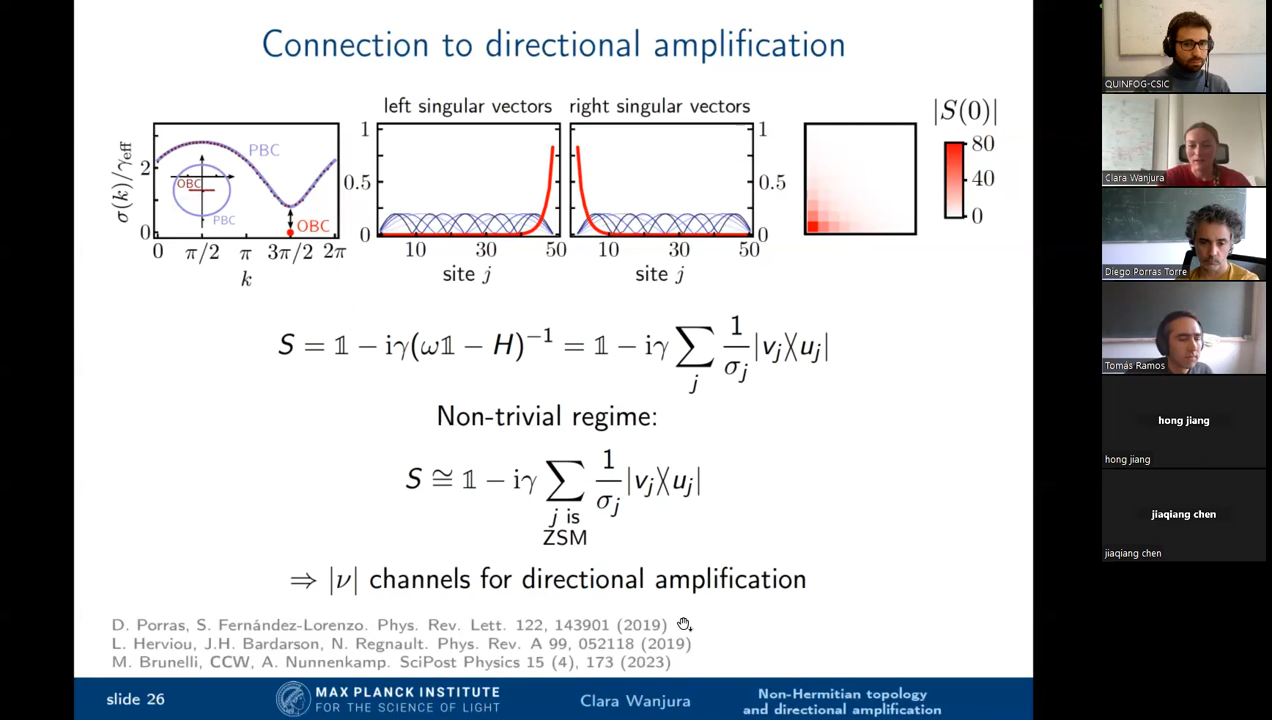 Connection to directional amplification
left singular vectors
right singular vectors
|S(0)|
σ(k)/γeff
2
0
PBC
OBC
PBC
OBC
0 π/2 π 3π/2 2π
k
1
0.5
0
10 30 50
site j
1
0.5
0
10 30 50
site j
80
40
0
S = 𝟙 − iγ(ω𝟙 − H)⁻¹ = 𝟙 − iγ ∑j 1/σj |vj⟩⟨uj|
Non-trivial regime:
S ≅ 𝟙 − iγ ∑ j is ZSM 1/σj |vj⟩⟨uj|
⇒ |ν| channels for directional amplification
D. Porras, S. Fernández-Lorenzo. Phys. Rev. Lett. 122, 143901 (2019)
L. Herviou, J.H. Bardarson, N. Regnault. Phys. Rev. A 99, 052118 (2019)
M. Brunelli, CCW, A. Nunnenkamp. SciPost Physics 15 (4), 173 (2023)
slide 26
MAX PLANCK INSTITUTE
FOR THE SCIENCE OF LIGHT
Clara Wanjura
Non-Hermitian topology
and directional amplification
QUINFOG-CSIC
Clara Wanjura
Diego Porras Torre
Tomás Ramos
hong jiang
hong jiang
jiaqiang chen
jiaqiang chen